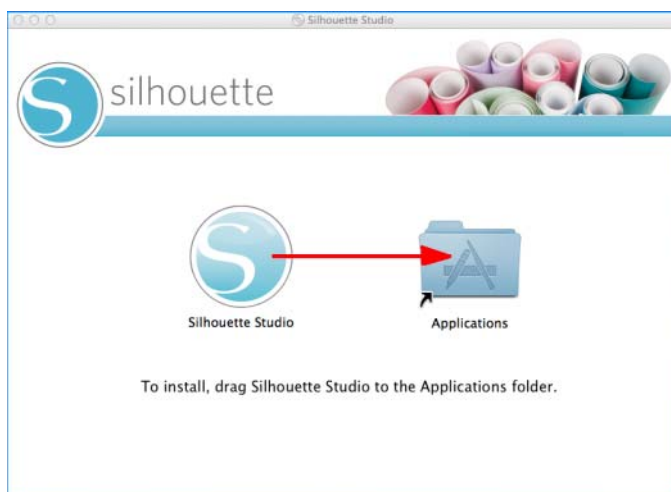 Silhouette Studio
silhouette
Silhouette Studio
Applications
To install, drag Silhouette Studio to the Applications folder.